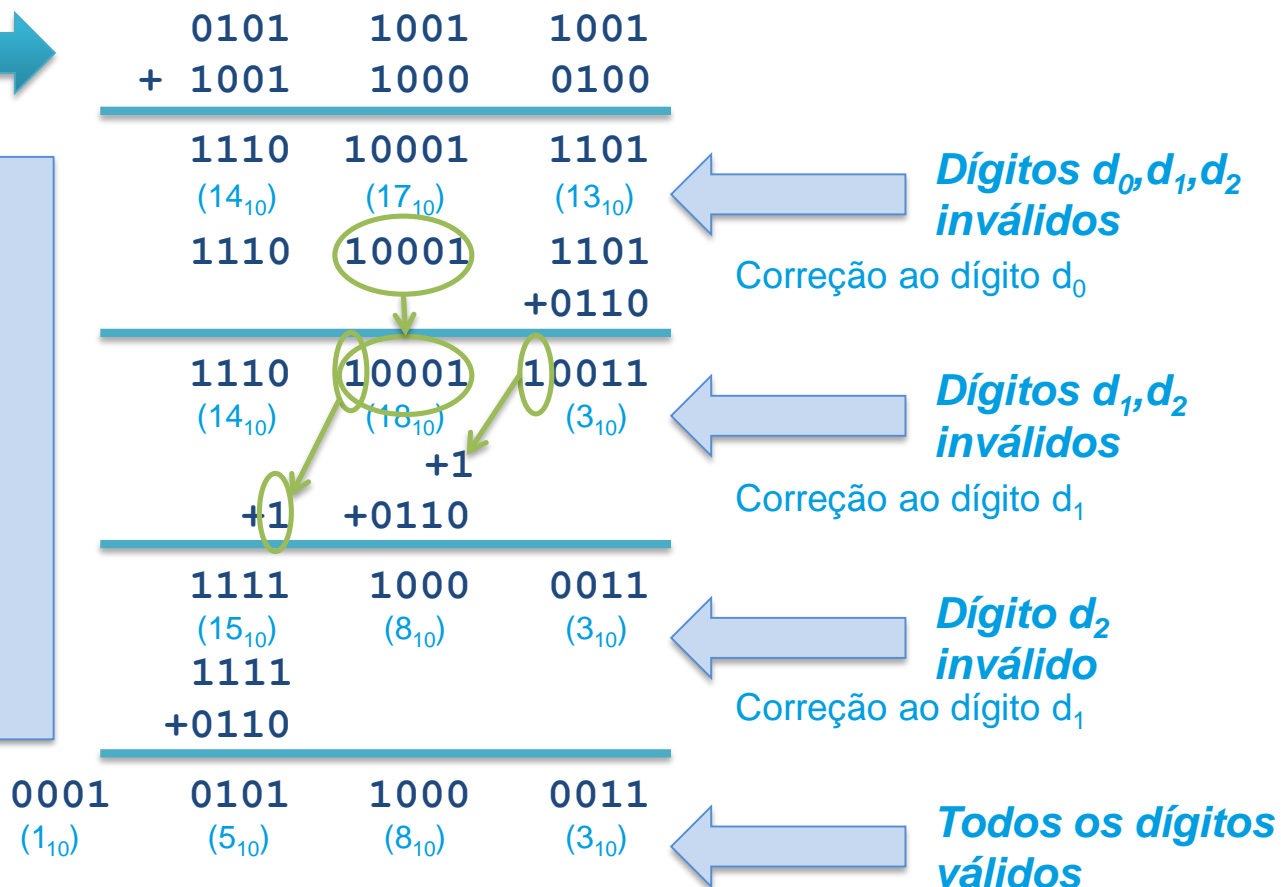 0101 1001 1001
+ 1001 1000 0100
1110 10001 1101
(14₁₀) (17₁₀) (13₁₀)
Dígitos d₀,d₁,d₂
inválidos
1110 10001 1101
Correção ao dígito d₀
+0110
1110 10001 10011
(14₁₀) (18₁₀) (3₁₀)
Dígitos d₁,d₂
inválidos
+1
+1 +0110
Correção ao dígito d₁
1111 1000 0011
(15₁₀) (8₁₀) (3₁₀)
Dígito d₂
inválido
1111
+0110
Correção ao dígito d₁
0001 0101 1000 0011
(1₁₀) (5₁₀) (8₁₀) (3₁₀)
Todos os dígitos
válidos